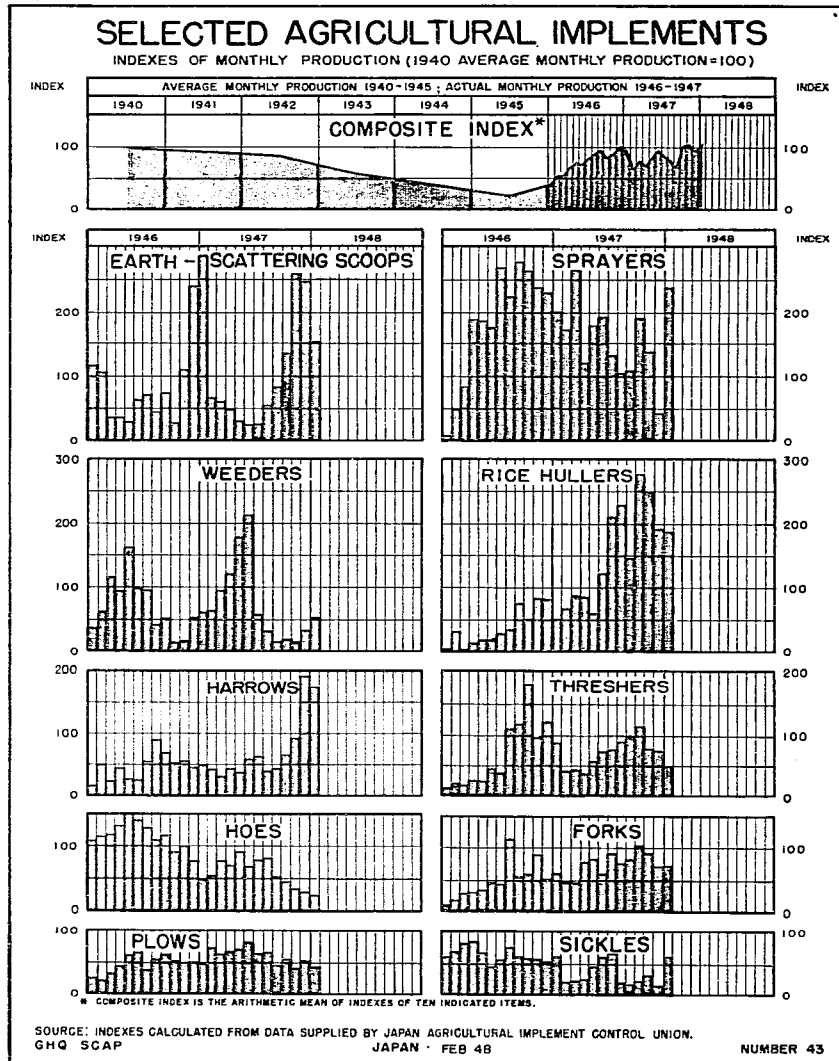 SELECTED AGRICULTURAL IMPLEMENTS
INDEXES OF MONTHLY PRODUCTION (1940 AVERAGE MONTHLY PRODUCTION=100)
INDEX AVERAGE MONTHLY PRODUCTION 1940-1945 ; ACTUAL MONTHLY PRODUCTION 1946-1947 INDEX
1940 1941 1942 1943 1944 1945 1946 1947 1948
COMPOSITE INDEX*
100 100
0 0
INDEX 1946 1947 1948 1946 1947 1948 INDEX
EARTH - SCATTERING SCOOPS SPRAYERS
200 200
100 100
0 0
300 300
WEEDERS RICE HULLERS
200 200
100 100
0 0
200 200
HARROWS THRESHERS
100 100
0 0
HOES FORKS
100 100
0 0
100 100
PLOWS SICKLES
0 0
* COMPOSITE INDEX IS THE ARITHMETIC MEAN OF INDEXES OF TEN INDICATED ITEMS.
SOURCE: INDEXES CALCULATED FROM DATA SUPPLIED BY JAPAN AGRICULTURAL IMPLEMENT CONTROL UNION.
GHQ SCAP JAPAN - FEB 48 NUMBER 43